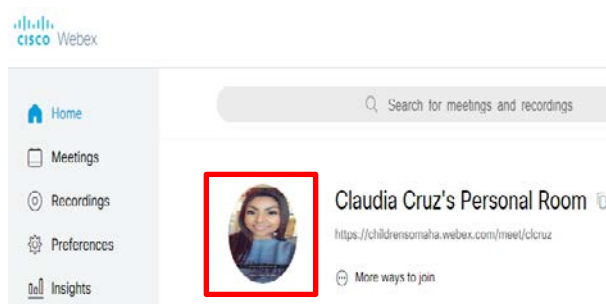 CISCO Webex
Search for meetings and recordings
Home
Meetings
Recordings
Preferences
Insights
Claudia Cruz's Personal Room
https://childrensomaha.webex.com/meet/clcruz
More ways to join